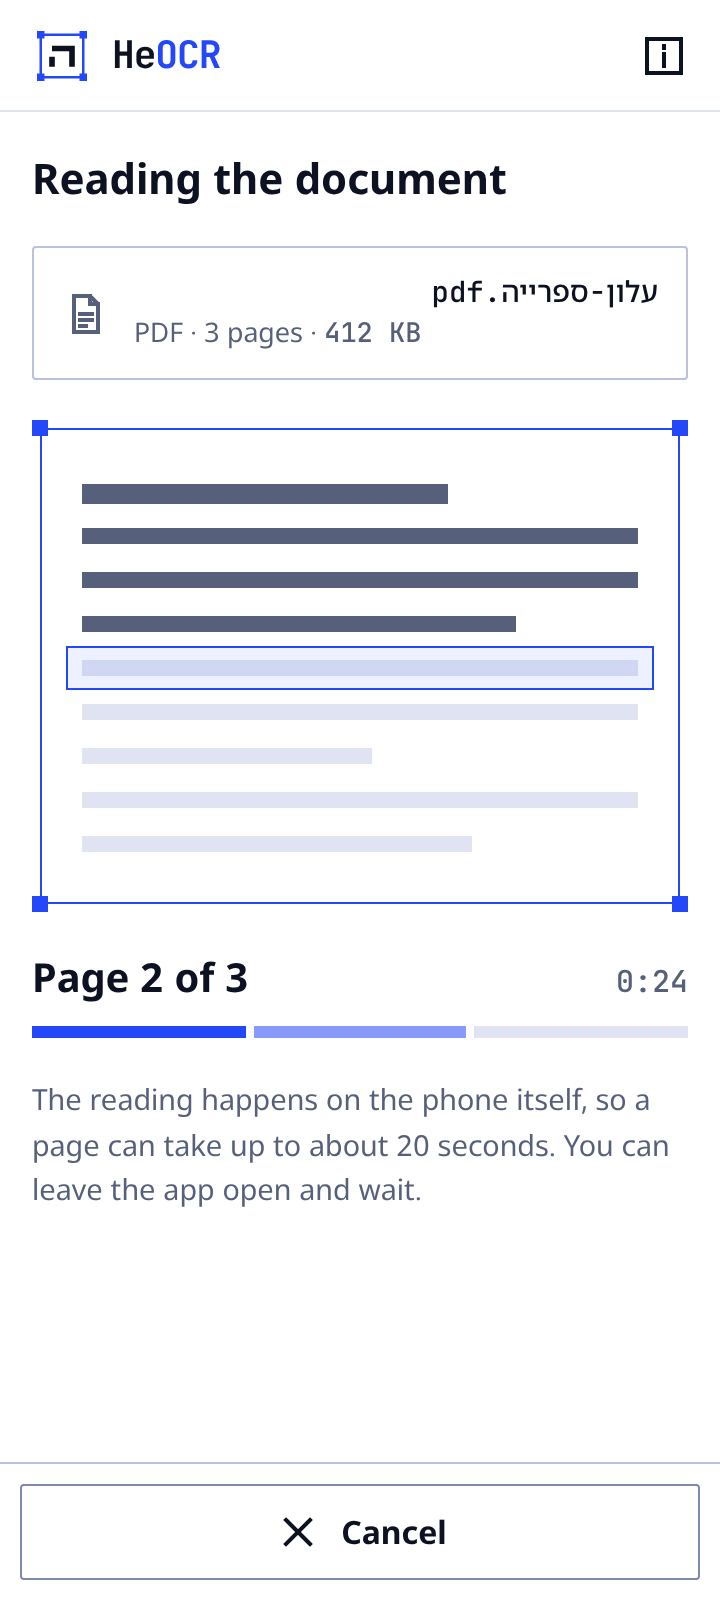 HeOCR
Reading the document
עלון-ספרייה.pdf
PDF · 3 pages · 412 KB
Page 2 of 3
0:24
The reading happens on the phone itself, so a
page can take up to about 20 seconds. You can
leave the app open and wait.
Cancel